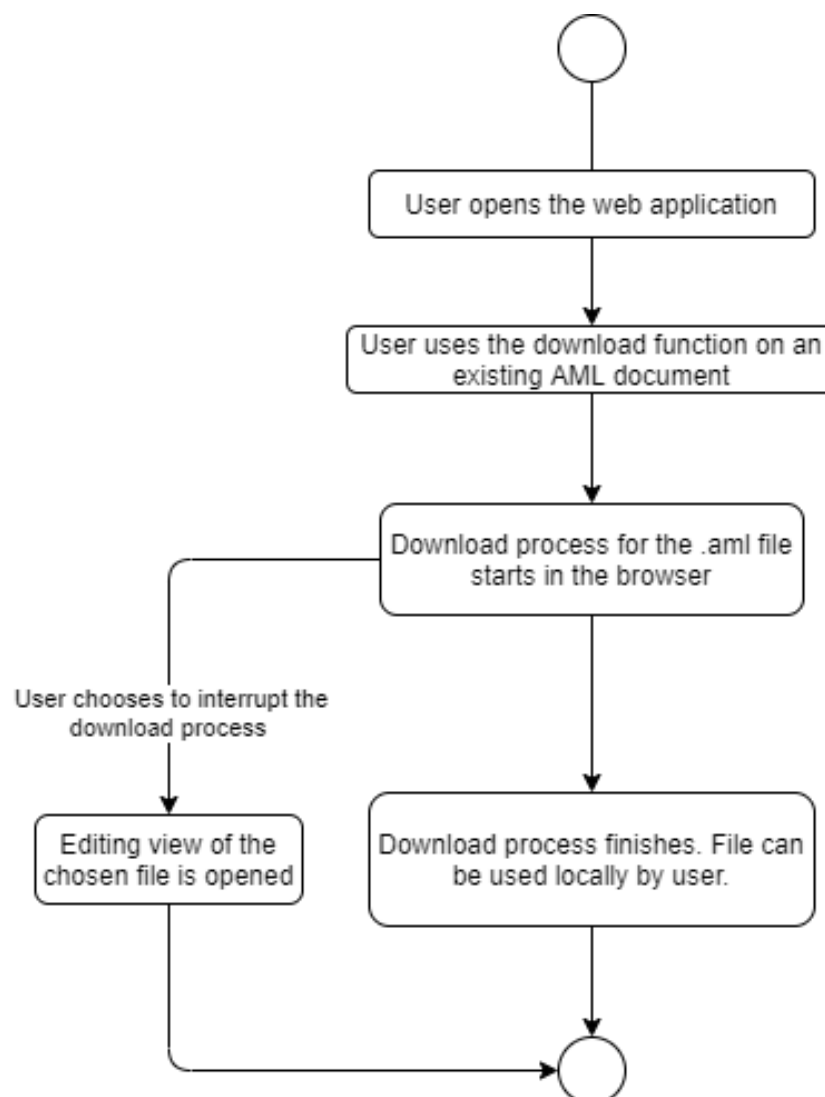 User opens the web application
User uses the download function on an
existing AML document
Download process for the .aml file
starts in the browser
User chooses to interrupt the
download process
Editing view of the
chosen file is opened
Download process finishes. File can
be used locally by user.